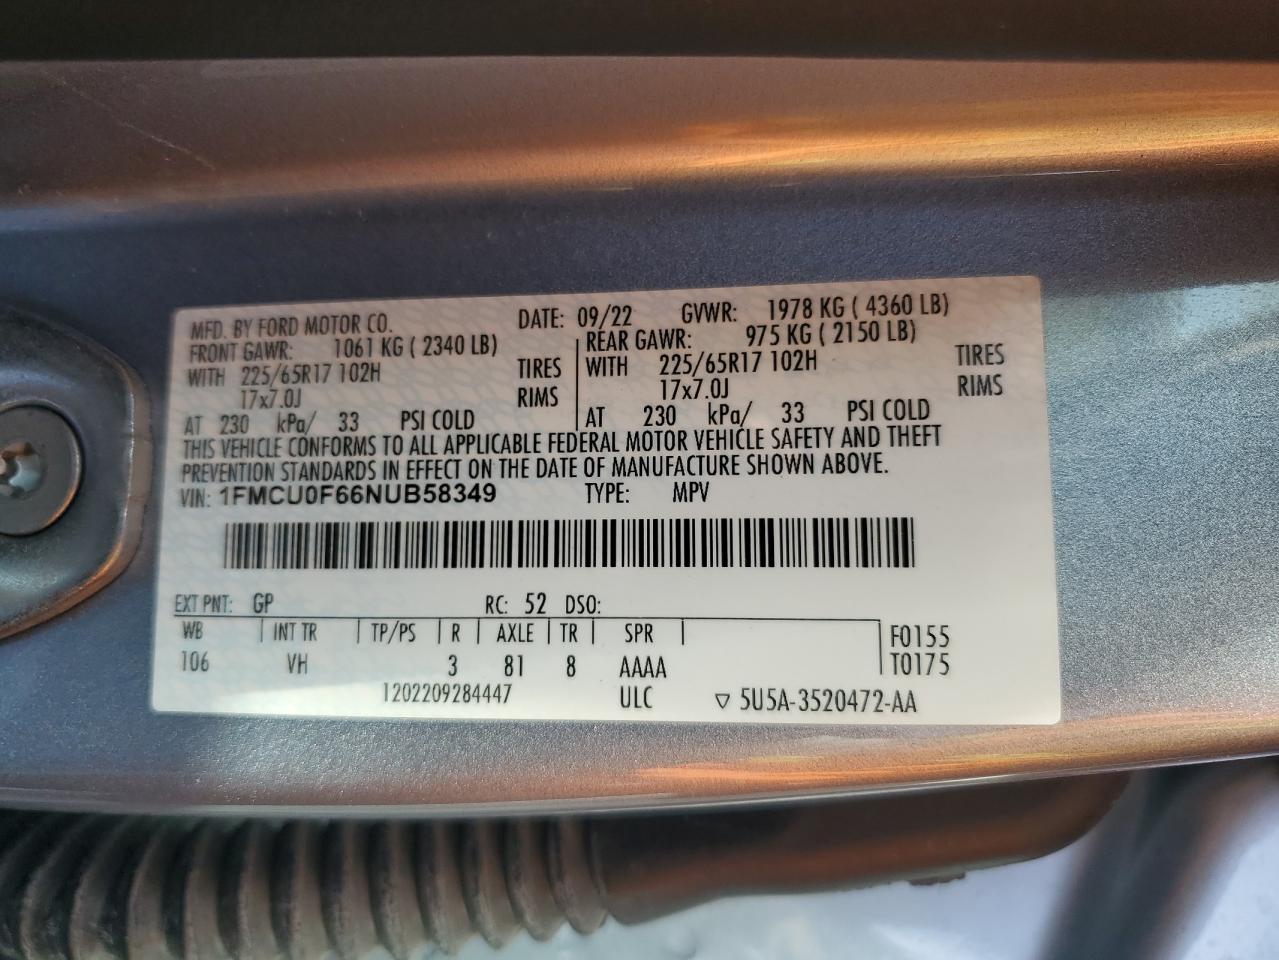 MFD. BY FORD MOTOR CO. DATE: 09/22 GVWR: 1978 KG ( 4360 LB)
FRONT GAWR: 1061 KG ( 2340 LB) REAR GAWR: 975 KG ( 2150 LB)
WITH 225/65R17 102H TIRES WITH 225/65R17 102H TIRES
17x7.0J RIMS 17x7.0J RIMS
AT 230 kPa/ 33 PSI COLD AT 230 kPa/ 33 PSI COLD
THIS VEHICLE CONFORMS TO ALL APPLICABLE FEDERAL MOTOR VEHICLE SAFETY AND THEFT
PREVENTION STANDARDS IN EFFECT ON THE DATE OF MANUFACTURE SHOWN ABOVE.
VIN: 1FMCU0F66NUB58349 TYPE: MPV
EXT PNT: GP RC: 52 DSO:
WB INT TR TP/PS R AXLE TR SPR F0155
106 VH 3 81 8 AAAA T0175
1202209284447 ULC ▽ 5U5A-3520472-AA